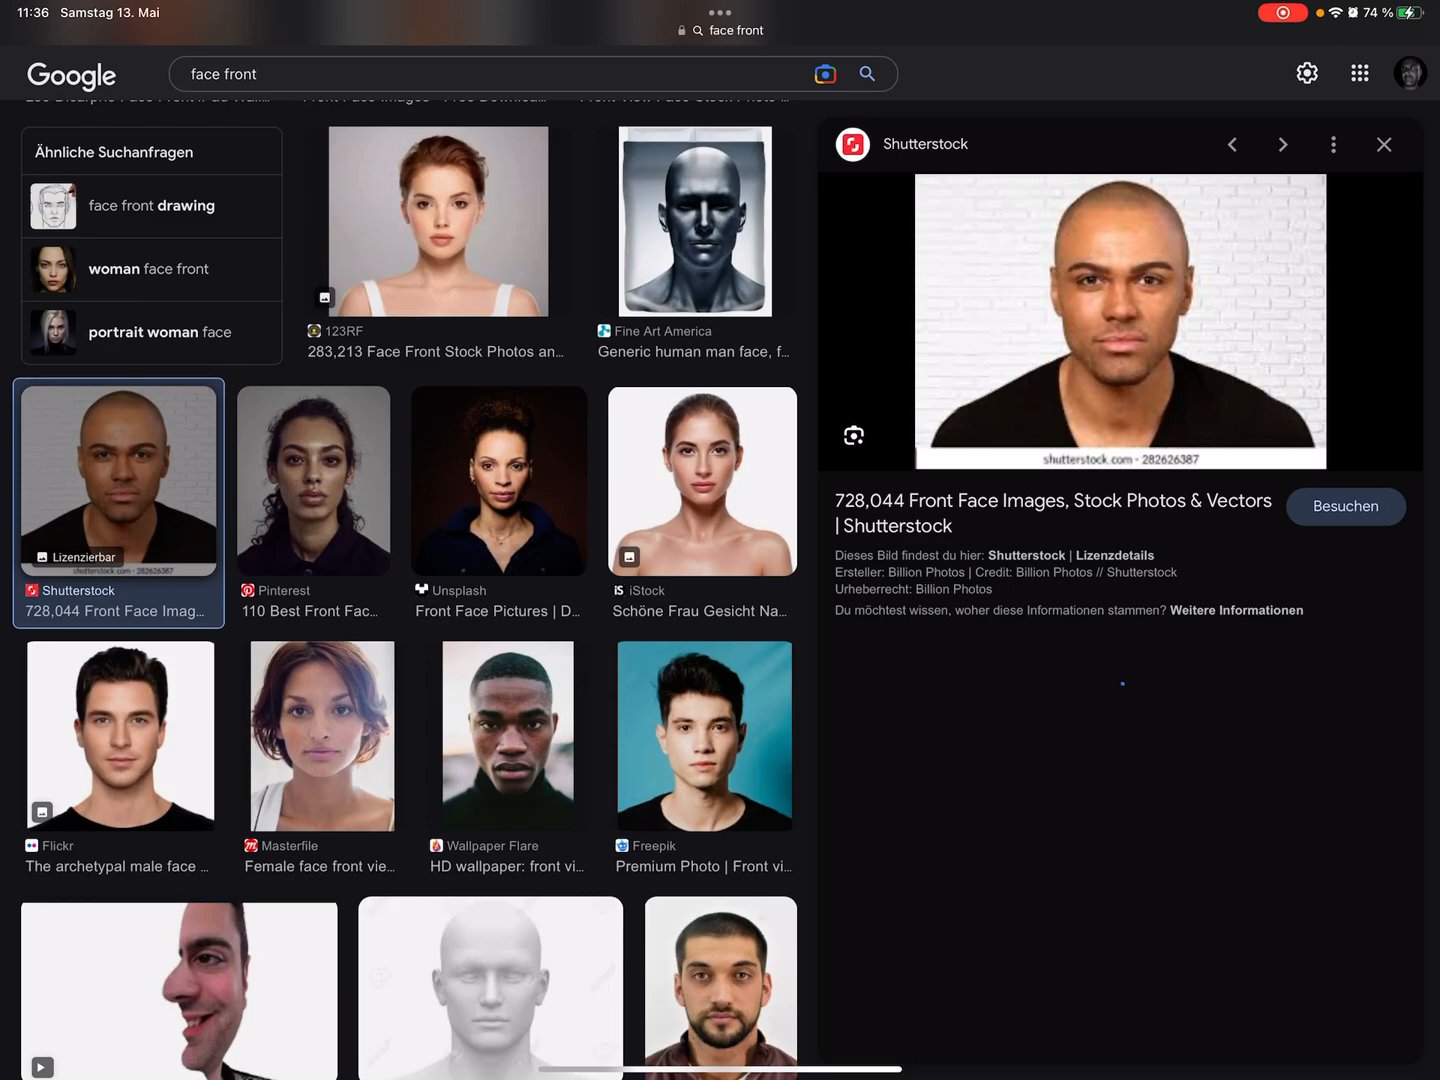 11:36 Samstag 13. Mai
74 %
face front
Google
face front
Ähnliche Suchanfragen
face front drawing
woman face front
portrait woman face
123RF
283,213 Face Front Stock Photos an...
Fine Art America
Generic human man face, f...
Lizenzierbar
shutterstock.com · 282626387
Shutterstock
728,044 Front Face Imag...
Pinterest
110 Best Front Fac...
Unsplash
Front Face Pictures | D...
iS iStock
Schöne Frau Gesicht Na...
Flickr
The archetypal male face ...
Masterfile
Female face front vie...
Wallpaper Flare
HD wallpaper: front vi...
Freepik
Premium Photo | Front vi...
Shutterstock
shutterstock.com · 282626387
728,044 Front Face Images, Stock Photos & Vectors
| Shutterstock
Besuchen
Dieses Bild findest du hier: Shutterstock | Lizenzdetails
Ersteller: Billion Photos | Credit: Billion Photos // Shutterstock
Urheberrecht: Billion Photos
Du möchtest wissen, woher diese Informationen stammen? Weitere Informationen